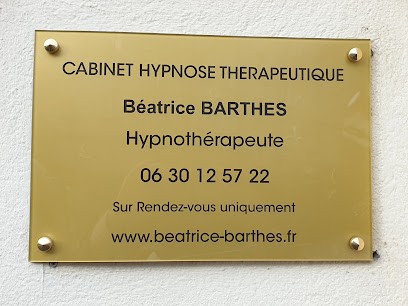 CABINET HYPNOSE THERAPEUTIQUE
Béatrice BARTHES
Hypnothérapeute
06 30 12 57 22
Sur Rendez-vous uniquement
www.beatrice-barthes.fr